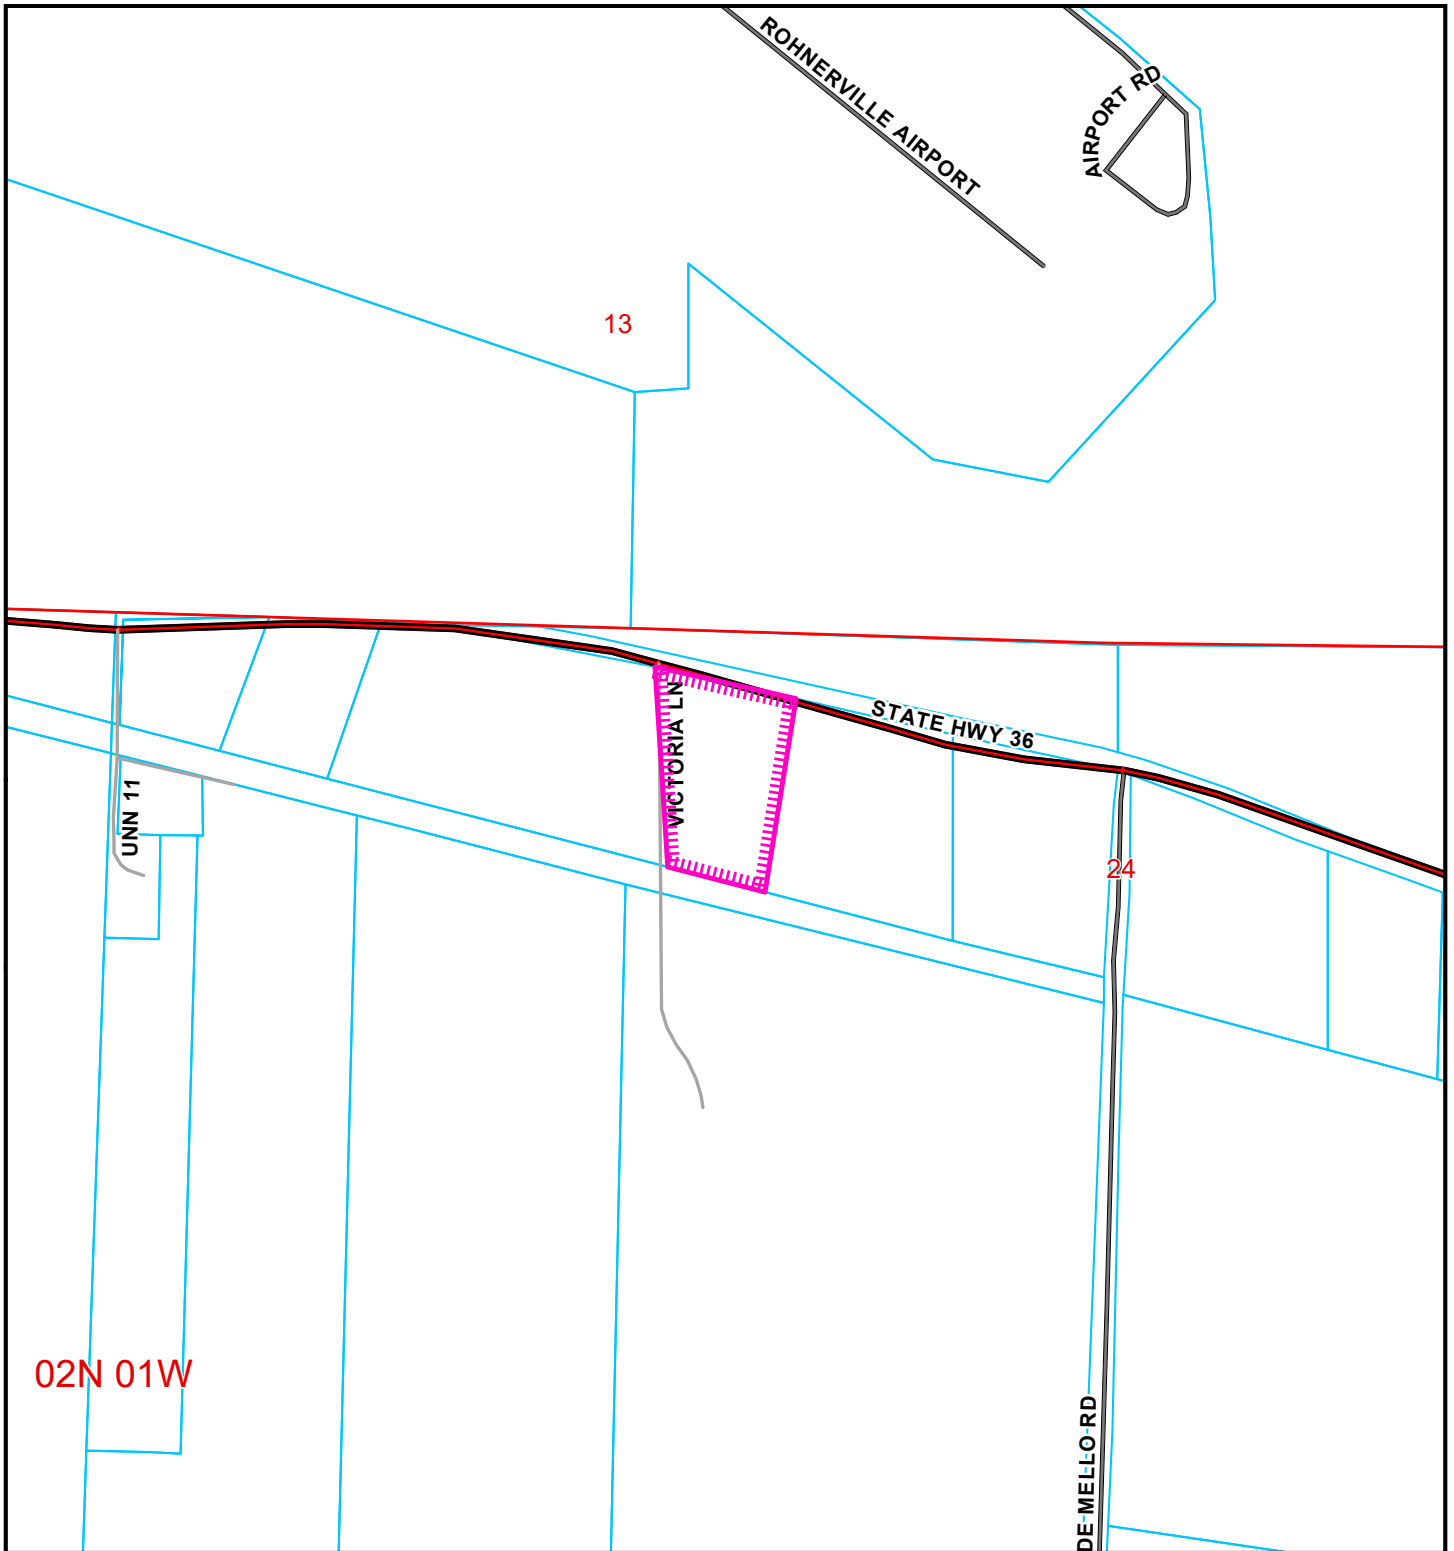 ROHNERVILLE AIRPORT
AIRPORT RD
13
STATE HWY 36
VICTORIA LN
UNN 11
24
02N 01W
DE MELLO RD